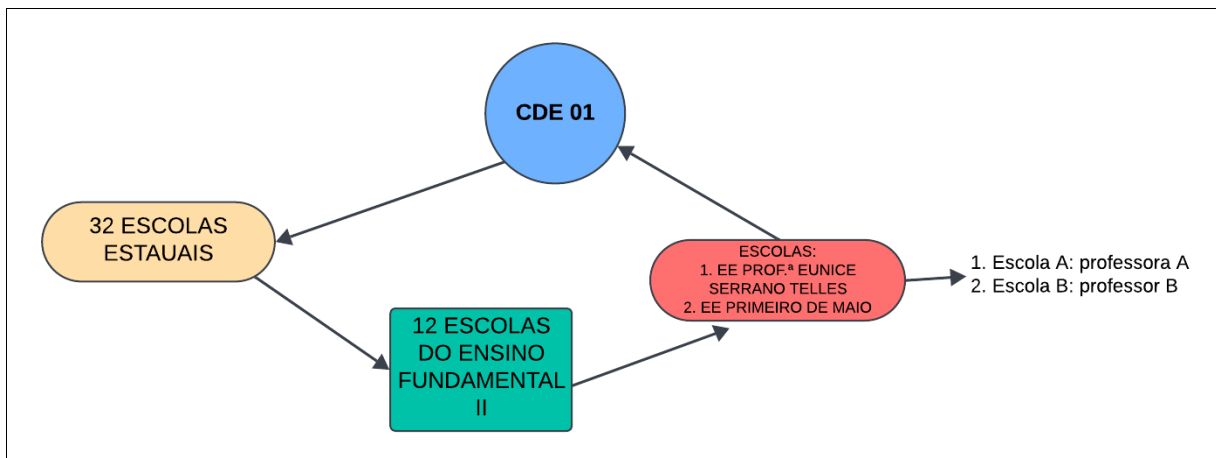 CDE 01
32 ESCOLAS
ESTAUAIS
12 ESCOLAS
DO ENSINO
FUNDAMENTAL
II
ESCOLAS:
1. EE PROF.ª EUNICE
SERRANO TELLES
2. EE PRIMEIRO DE MAIO
1. Escola A: professora A
2. Escola B: professor B